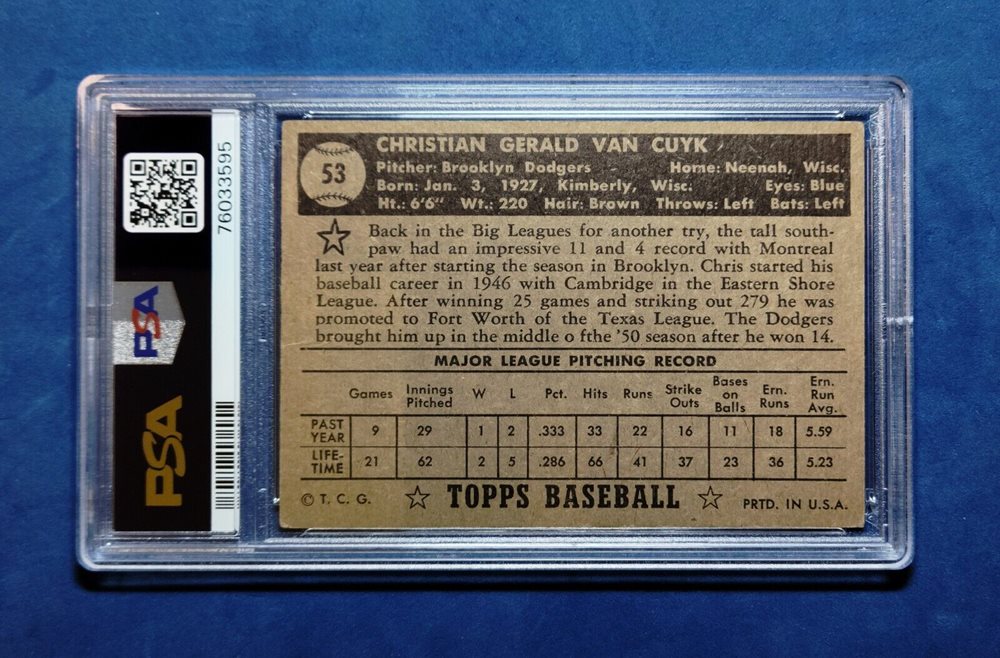 76033595
PSA
PSA
53
CHRISTIAN GERALD VAN CUYK
Pitcher: Brooklyn Dodgers Home: Neenah, Wisc.
Born: Jan. 3, 1927, Kimberly, Wisc. Eyes: Blue
Ht.: 6'6" Wt.: 220 Hair: Brown Throws: Left Bats: Left
Back in the Big Leagues for another try, the tall south-
paw had an impressive 11 and 4 record with Montreal
last year after starting the season in Brooklyn. Chris started his
baseball career in 1946 with Cambridge in the Eastern Shore
League. After winning 25 games and striking out 279 he was
promoted to Fort Worth of the Texas League. The Dodgers
brought him up in the middle o fthe '50 season after he won 14.
MAJOR LEAGUE PITCHING RECORD
Games Innings Pitched W L Pct. Hits Runs Strike Outs Bases on Balls Ern. Runs Ern. Run Avg.
PAST YEAR 9 29 1 2 .333 33 22 16 11 18 5.59
LIFE-TIME 21 62 2 5 .286 66 41 37 23 36 5.23
© T. C. G. TOPPS BASEBALL PRTD. IN U.S.A.